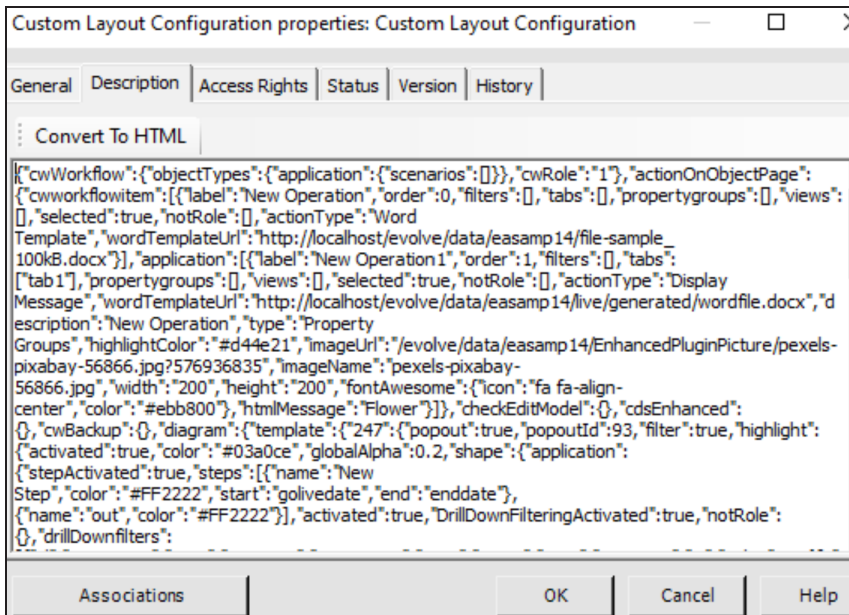 Custom Layout Configuration properties: Custom Layout Configuration
General Description Access Rights Status Version History
Convert To HTML
{"cwWorkflow":{"objectTypes":{"application":{"scenarios":[]}},"cwRole":"1"},"actionOnObjectPage":
{"cwworkflowitem":[{"label":"New Operation","order":0,"filters":[],"tabs":[],"propertygroups":[],"views":
[],"selected":true,"notRole":[],"actionType":"Word
Template","wordTemplateUrl":"http://localhost/evolve/data/easamp14/file-sample_
100kB.docx"}],"application":[{"label":"New Operation1","order":1,"filters":[],"tabs":
["tab1"],"propertygroups":[],"views":[],"selected":true,"notRole":[],"actionType":"Display
Message","wordTemplateUrl":"http://localhost/evolve/data/easamp14/live/generated/wordfile.docx","d
escription":"New Operation","type":"Property
Groups","highlightColor":"#d44e21","imageUrl":"/evolve/data/easamp14/EnhancedPluginPicture/pexels-
pixabay-56866.jpg?576936835","imageName":"pexels-pixabay-
56866.jpg","width":"200","height":"200","fontAwesome":{"icon":"fa fa-align-
center","color":"#ebb800"},"htmlMessage":"Flower"}]},"checkEditModel":{},"cdsEnhanced":
{},"cwBackup":{},"diagram":{"template":{"247":{"popout":true,"popoutId":93,"filter":true,"highlight":
{"activated":true,"color":"#03a0ce","globalAlpha":0.2,"shape":{"application":
{"stepActivated":true,"steps":[{"name":"New
Step","color":"#FF2222","start":"golivedate","end":"enddate"},
{"name":"out","color":"#FF2222"}],"activated":true,"DrillDownFilteringActivated":true,"notRole":
{},"drillDownfilters":
Associations OK Cancel Help